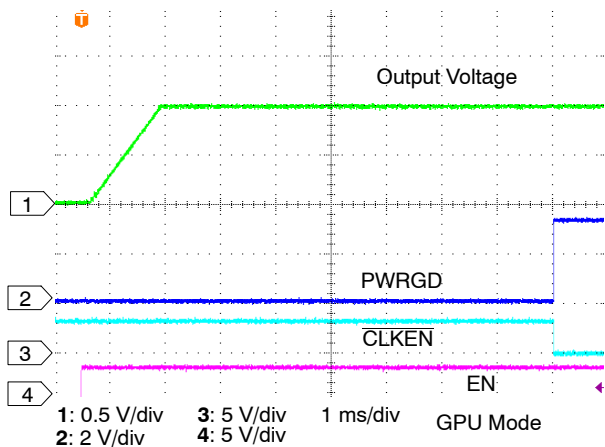 T
Output Voltage
1
PWRGD
2
CLKEN
3
EN
4
1: 0.5 V/div 3: 5 V/div 1 ms/div
2: 2 V/div 4: 5 V/div GPU Mode